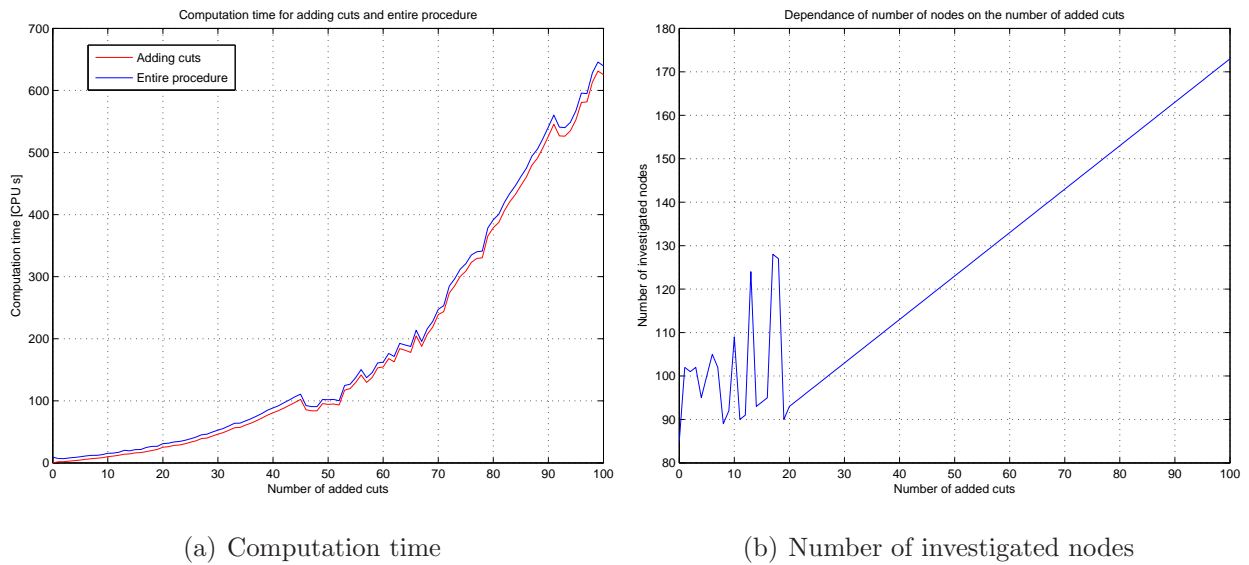 Computation time for adding cuts and entire procedure
700
600
500
400
300
200
100
0
Computation time [CPU s]
Adding cuts
Entire procedure
0 10 20 30 40 50 60 70 80 90 100
Number of added cuts
(a) Computation time
Dependance of number of nodes on the number of added cuts
180
170
160
150
140
130
120
110
100
90
80
Number of investigated nodes
0 10 20 30 40 50 60 70 80 90 100
Number of added cuts
(b) Number of investigated nodes